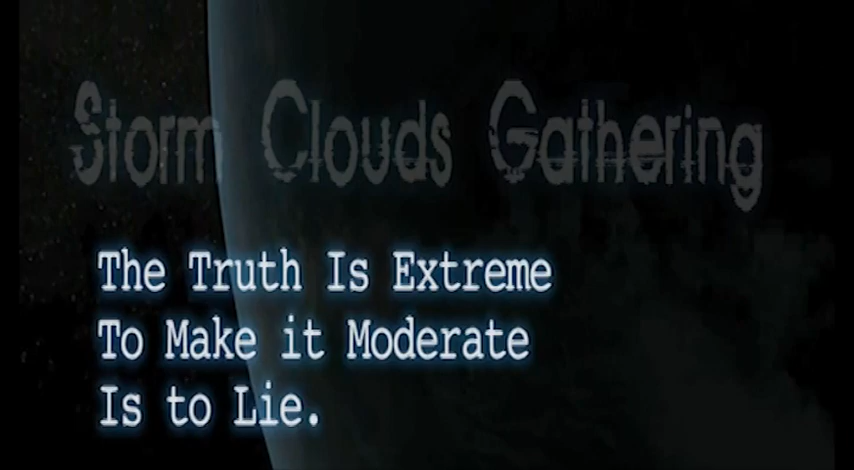 Storm Clouds Gathering
The Truth Is Extreme
To Make it Moderate
Is to Lie.